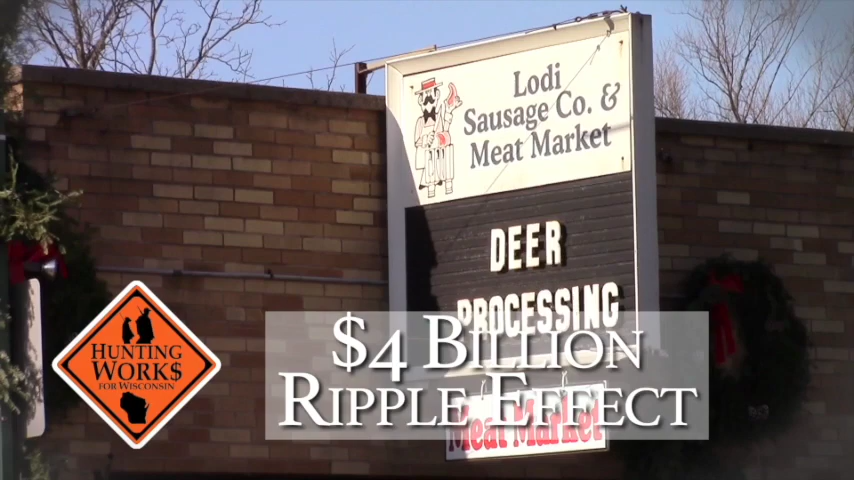 Lodi
Sausage Co. &
Meat Market
DEER
PROCESSING
$4 BILLION
RIPPLE EFFECT
Meat Market
HUNTING
WORK$
FOR WISCONSIN